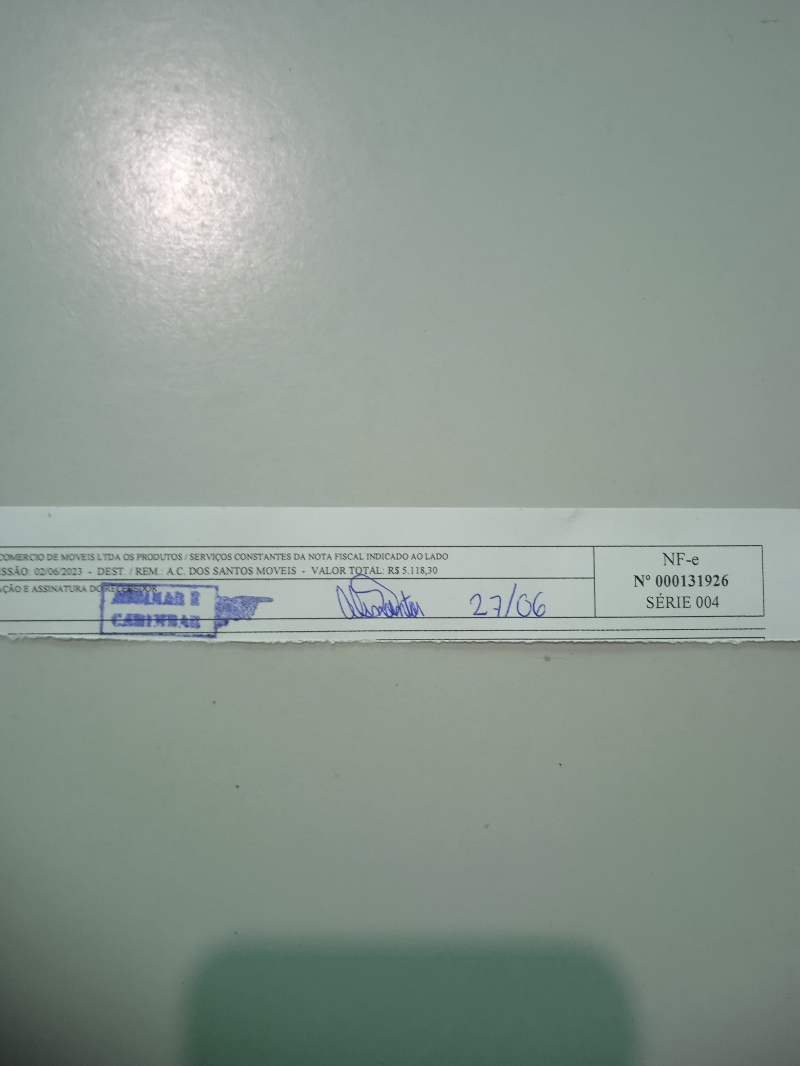 COMERCIO DE MOVEIS LTDA OS PRODUTOS / SERVIÇOS CONSTANTES DA NOTA FISCAL INDICADO AO LADO
SSÃO: 02/06/2023 - DEST. / REM.: A C. DOS SANTOS MOVEIS - VALOR TOTAL: R$ 5.118,30
AÇÃO E ASSINATURA DO RECEBEDOR
ASSINAR E
CARIMBAR
27/06
NF-e
Nº 000131926
SÉRIE 004